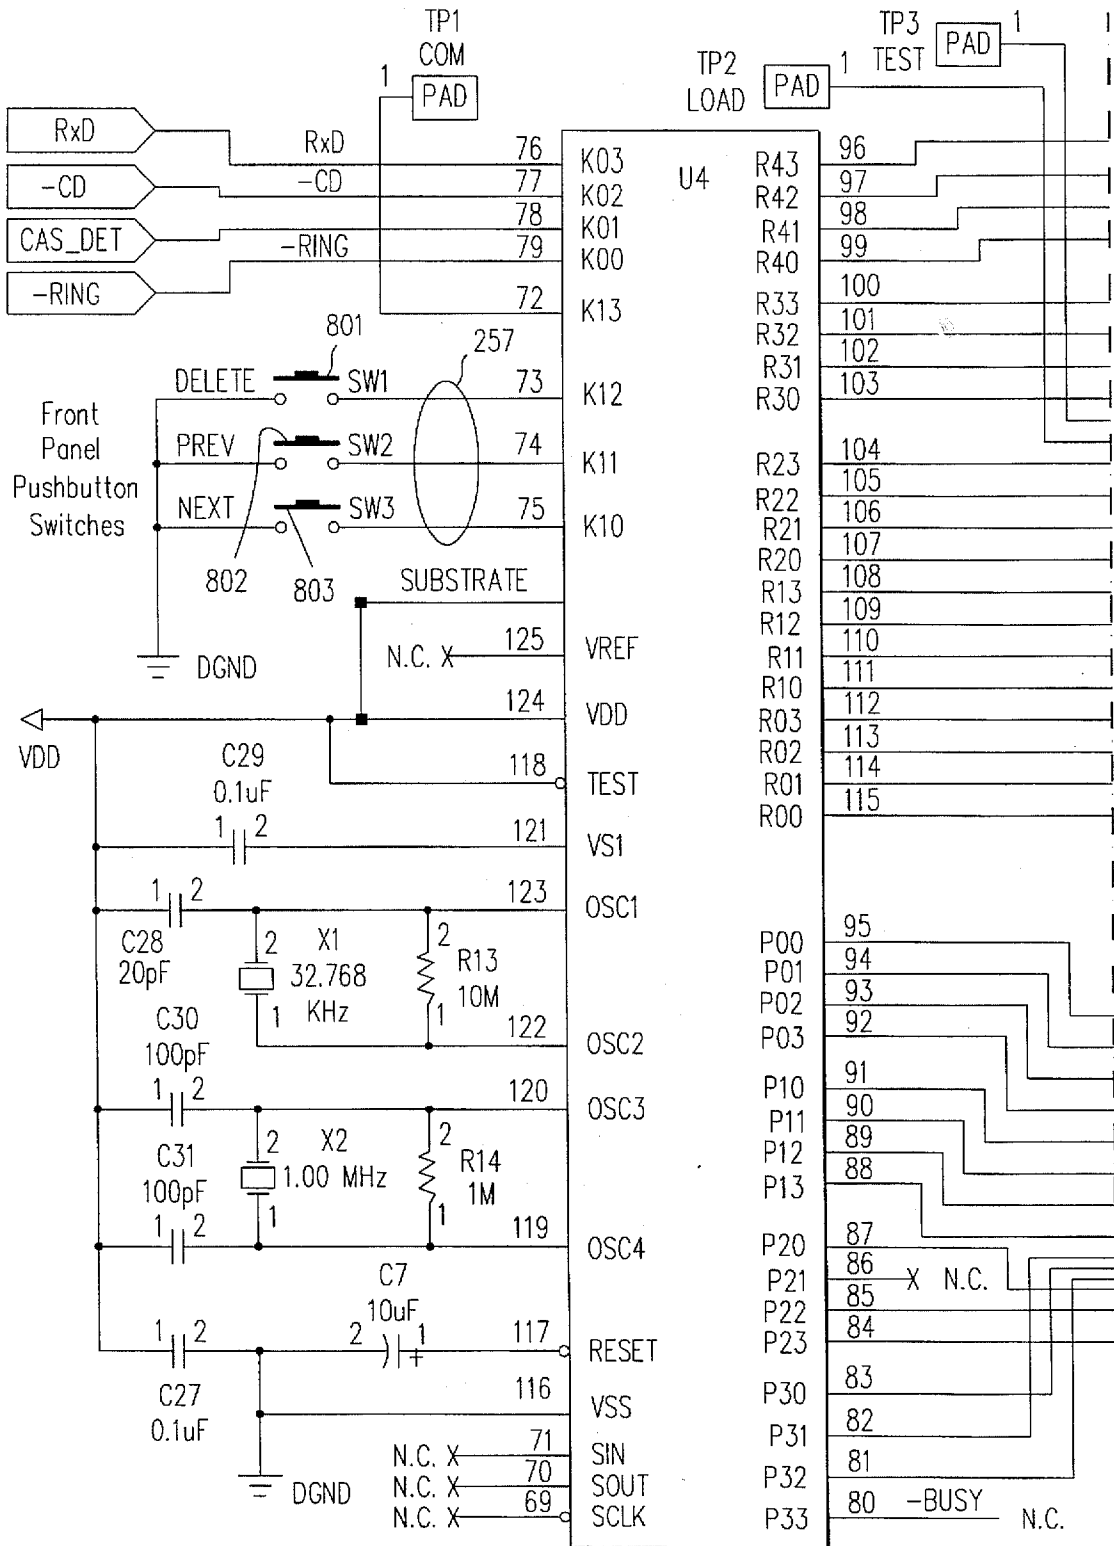 TP1
COM
1
PAD
TP2
LOAD
PAD
1
TP3
TEST
PAD
1
RxD
-CD
CAS_DET
-RING
RxD
-CD
-RING
76
77
78
79
72
K03
K02
K01
K00
K13
U4
DELETE
SW1
801
257
73
K12
Front
Panel
Pushbutton
Switches
PREV
SW2
74
K11
NEXT
SW3
75
K10
802
803
SUBSTRATE
DGND
N.C. X
125
VREF
VDD
124
VDD
118
TEST
C29
0.1uF
1
2
121
VS1
1
2
123
OSC1
C28
20pF
2
X1
32.768
KHz
1
2
R13
10M
1
122
OSC2
C30
100pF
1
2
120
OSC3
C31
100pF
1
2
2
X2
1.00 MHz
1
2
R14
1M
1
119
OSC4
C7
10uF
2
1
+
117
RESET
1
2
C27
0.1uF
116
VSS
DGND
N.C. X
71
SIN
N.C. X
70
SOUT
N.C. X
69
SCLK
R43
96
R42
97
R41
98
R40
99
R33
100
R32
101
R31
102
R30
103
R23
104
R22
105
R21
106
R20
107
R13
108
R12
109
R11
110
R10
111
R03
112
R02
113
R01
114
R00
115
P00
95
P01
94
P02
93
P03
92
P10
91
P11
90
P12
89
P13
88
P20
87
P21
86
X N.C.
P22
85
P23
84
P30
83
P31
82
P32
81
P33
80
-BUSY
N.C.